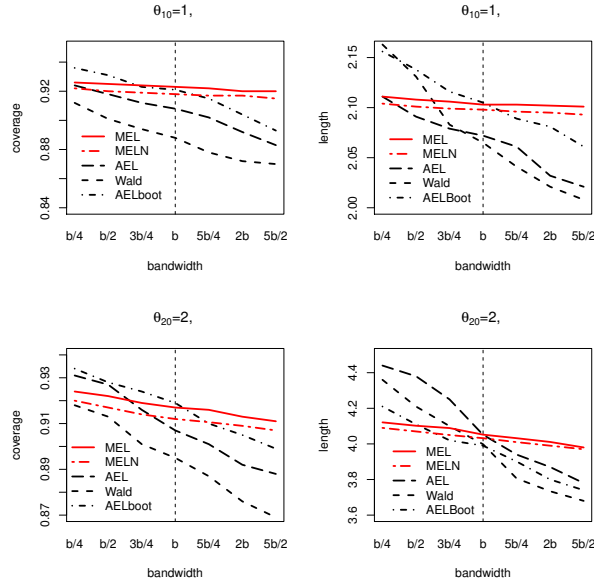 θ10=1,
coverage
0.92
0.88
0.84
MEL
MELN
AEL
Wald
AELboot
b/4 b/2 3b/4 b 5b/4 2b 5b/2
bandwidth
θ10=1,
length
2.15
2.10
2.05
2.00
MEL
MELN
AEL
Wald
AELBoot
b/4 b/2 3b/4 b 5b/4 2b 5b/2
bandwidth
θ20=2,
coverage
0.93
0.91
0.89
0.87
MEL
MELN
AEL
Wald
AELboot
b/4 b/2 3b/4 b 5b/4 2b 5b/2
bandwidth
θ20=2,
length
4.4
4.2
4.0
3.8
3.6
MEL
MELN
AEL
Wald
AELBoot
b/4 b/2 3b/4 b 5b/4 2b 5b/2
bandwidth